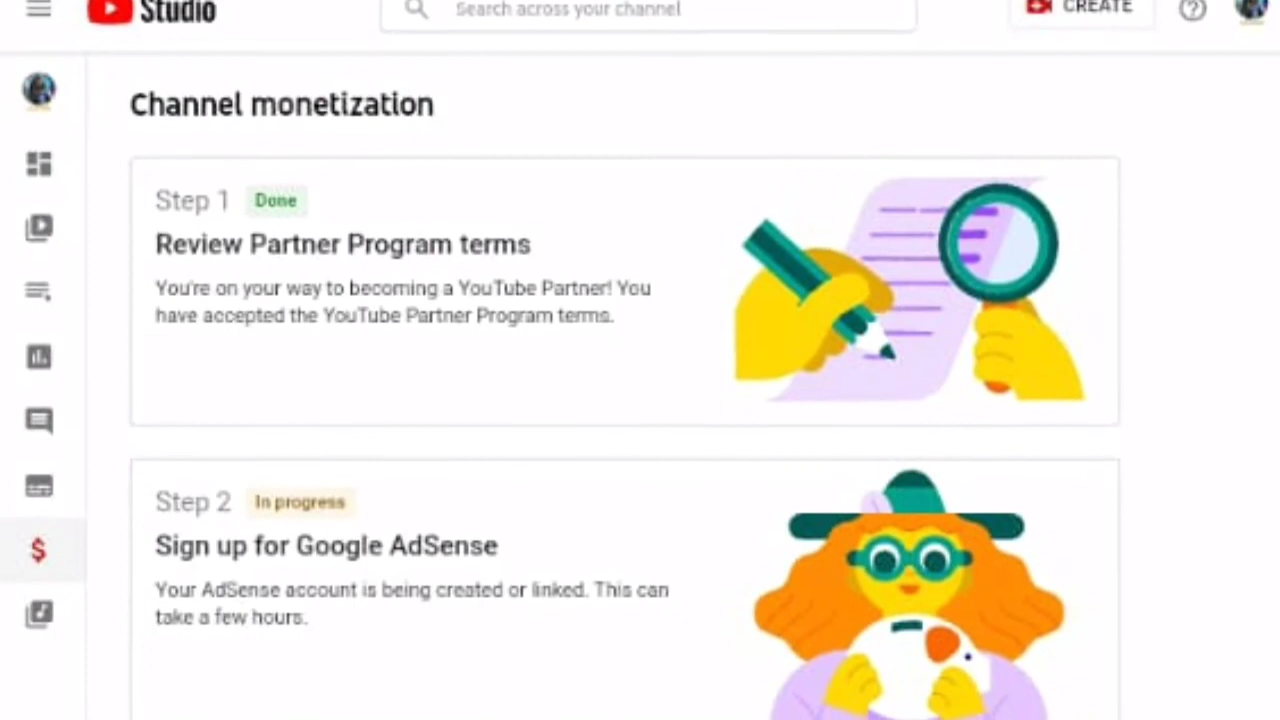 Studio
Search across your channel
CREATE
Channel monetization
Step 1 Done
Review Partner Program terms
You're on your way to becoming a YouTube Partner! You
have accepted the YouTube Partner Program terms.
Step 2 In progress
Sign up for Google AdSense
Your AdSense account is being created or linked. This can
take a few hours.